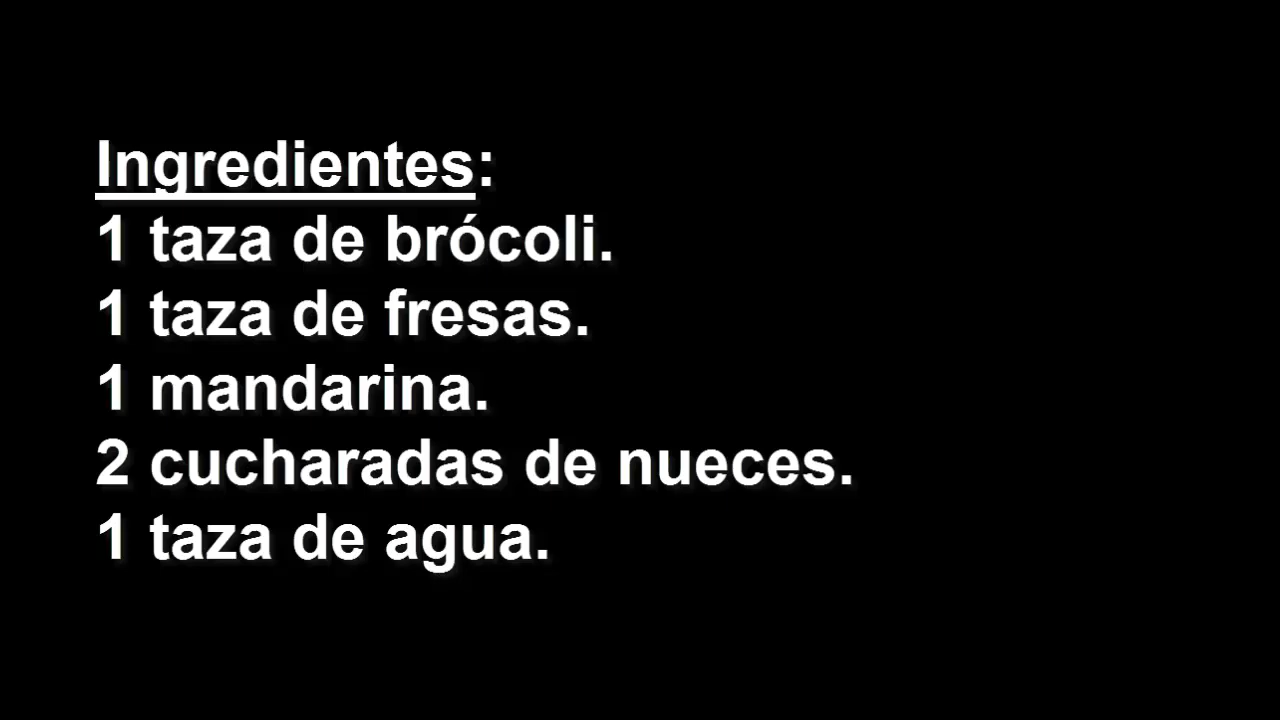 Ingredientes:
1 taza de brócoli.
1 taza de fresas.
1 mandarina.
2 cucharadas de nueces.
1 taza de agua.